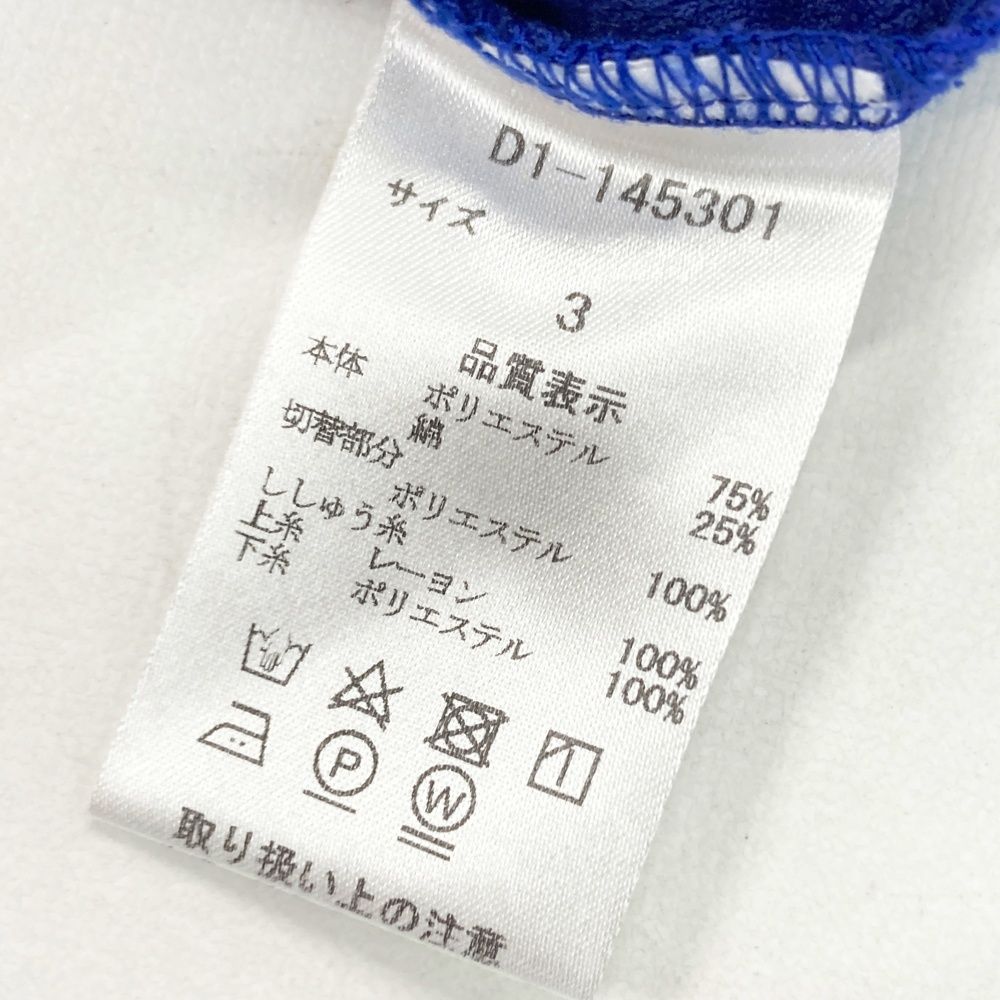 D1-145301
サイズ
3
品質表示
本体 ポリエステル 75%
綿 25%
切替部分
ポリエステル 100%
ししゅう糸
上糸 レーヨン 100%
下糸 ポリエステル 100%
P
W
取り扱い上の注意